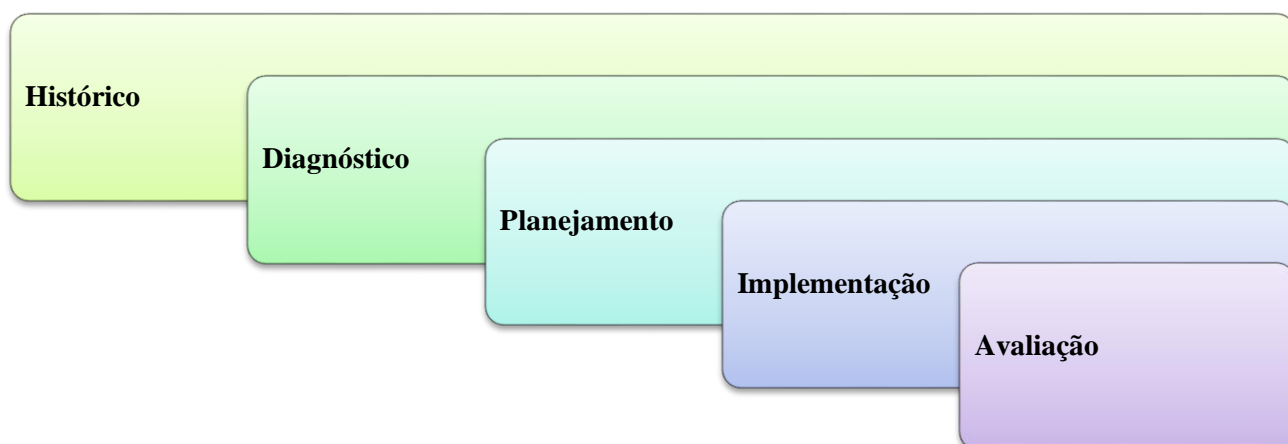 Histórico
Diagnóstico
Planejamento
Implementação
Avaliação